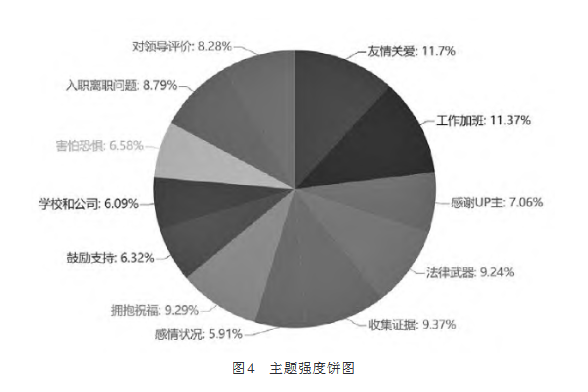 友情关爱: 11.7%
工作加班: 11.37%
感谢UP主: 7.06%
法律武器: 9.24%
收集证据: 9.37%
感情状况: 5.91%
拥抱祝福: 9.29%
鼓励支持: 6.32%
学校和公司: 6.09%
害怕恐惧: 6.58%
入职离职问题: 8.79%
对领导评价: 8.28%
图4 主题强度饼图